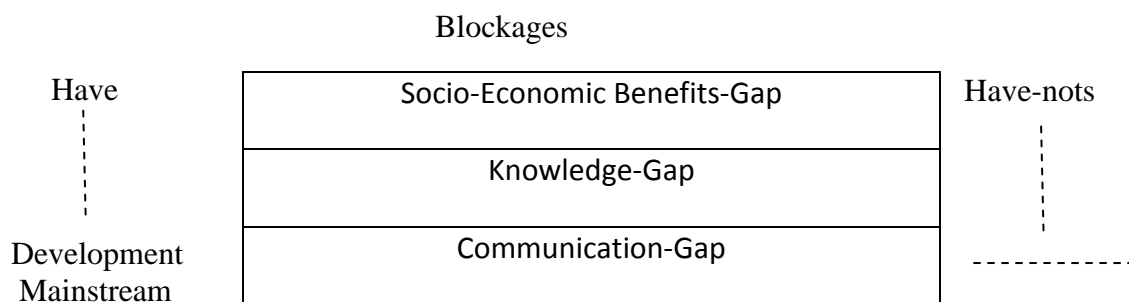 Blockages
Have
Socio-Economic Benefits-Gap
Have-nots
Knowledge-Gap
Development
Mainstream
Communication-Gap